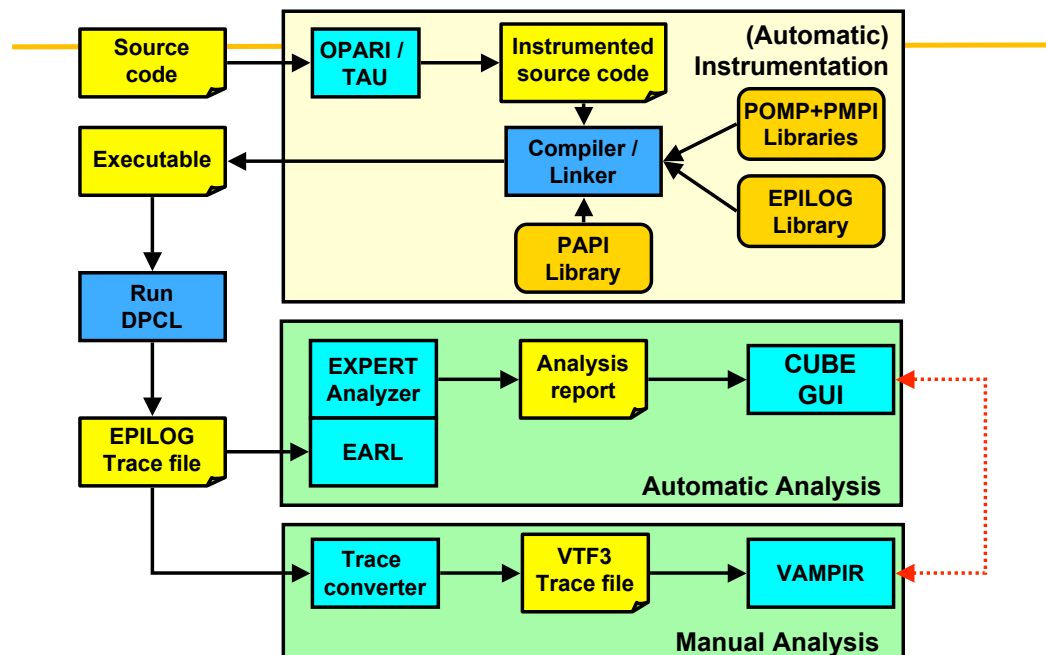 Source
code
OPARI /
TAU
Instrumented
source code
(Automatic)
Instrumentation
POMP+PMPI
Libraries
Executable
Compiler /
Linker
EPILOG
Library
PAPI
Library
Run
DPCL
EXPERT
Analyzer
Analysis
report
CUBE
GUI
EPILOG
Trace file
EARL
Automatic Analysis
Trace
converter
VTF3
Trace file
VAMPIR
Manual Analysis